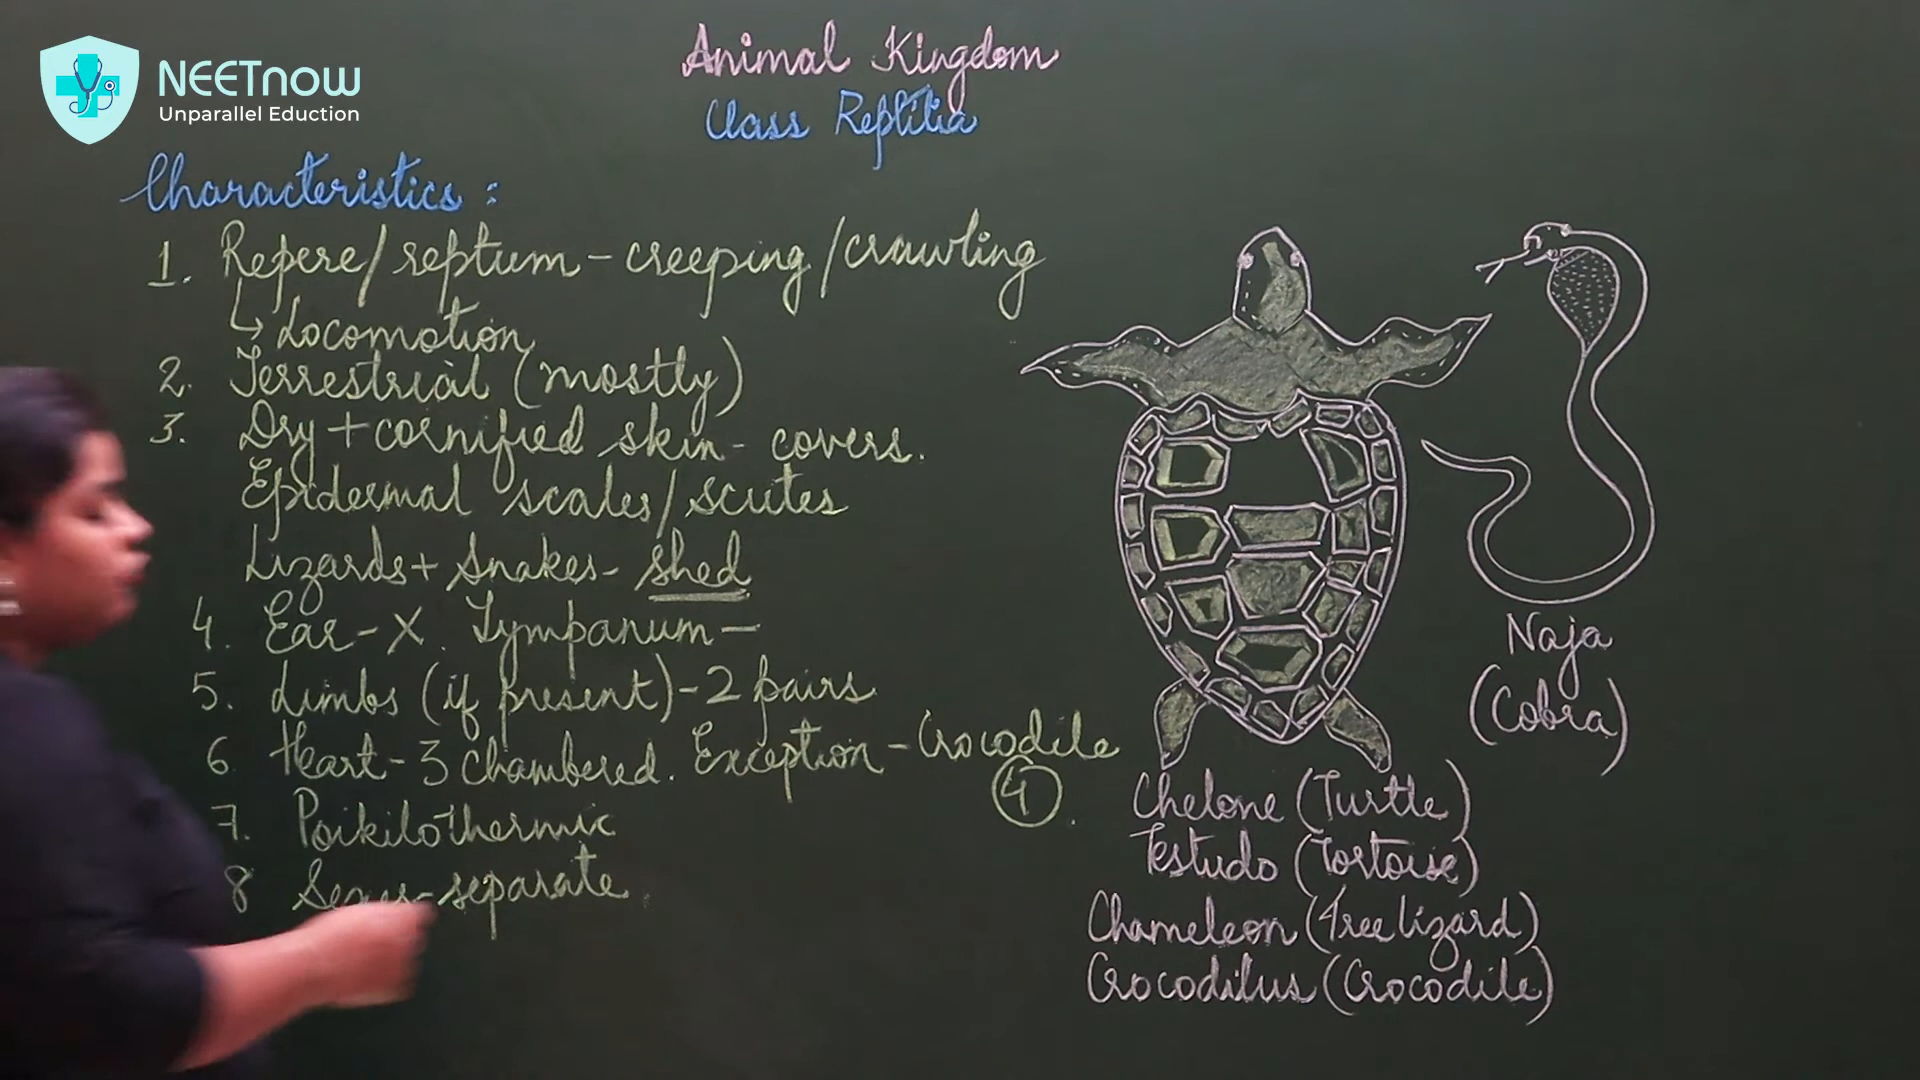 NEETnow
Unparallel Eduction
Animal Kingdom
Class Reptilia
Characteristics :
1. Repere/reptum - creeping/crawling
↳ Locomotion
2. Terrestrial (mostly)
3. Dry + cornified skin - covers.
Epidermal scales/scutes
Lizards + Snakes - shed
4. Ear - X. Tympanum -
5. Limbs (if present) - 2 pairs
6 Heart - 3 chambered. Exception - Crocodile
4
7. Poikilothermic
8 Sexes - separate.
Naja
(Cobra)
Chelone (Turtle)
Testudo (Tortoise)
Chameleon (Tree lizard)
Crocodilus (Crocodile)